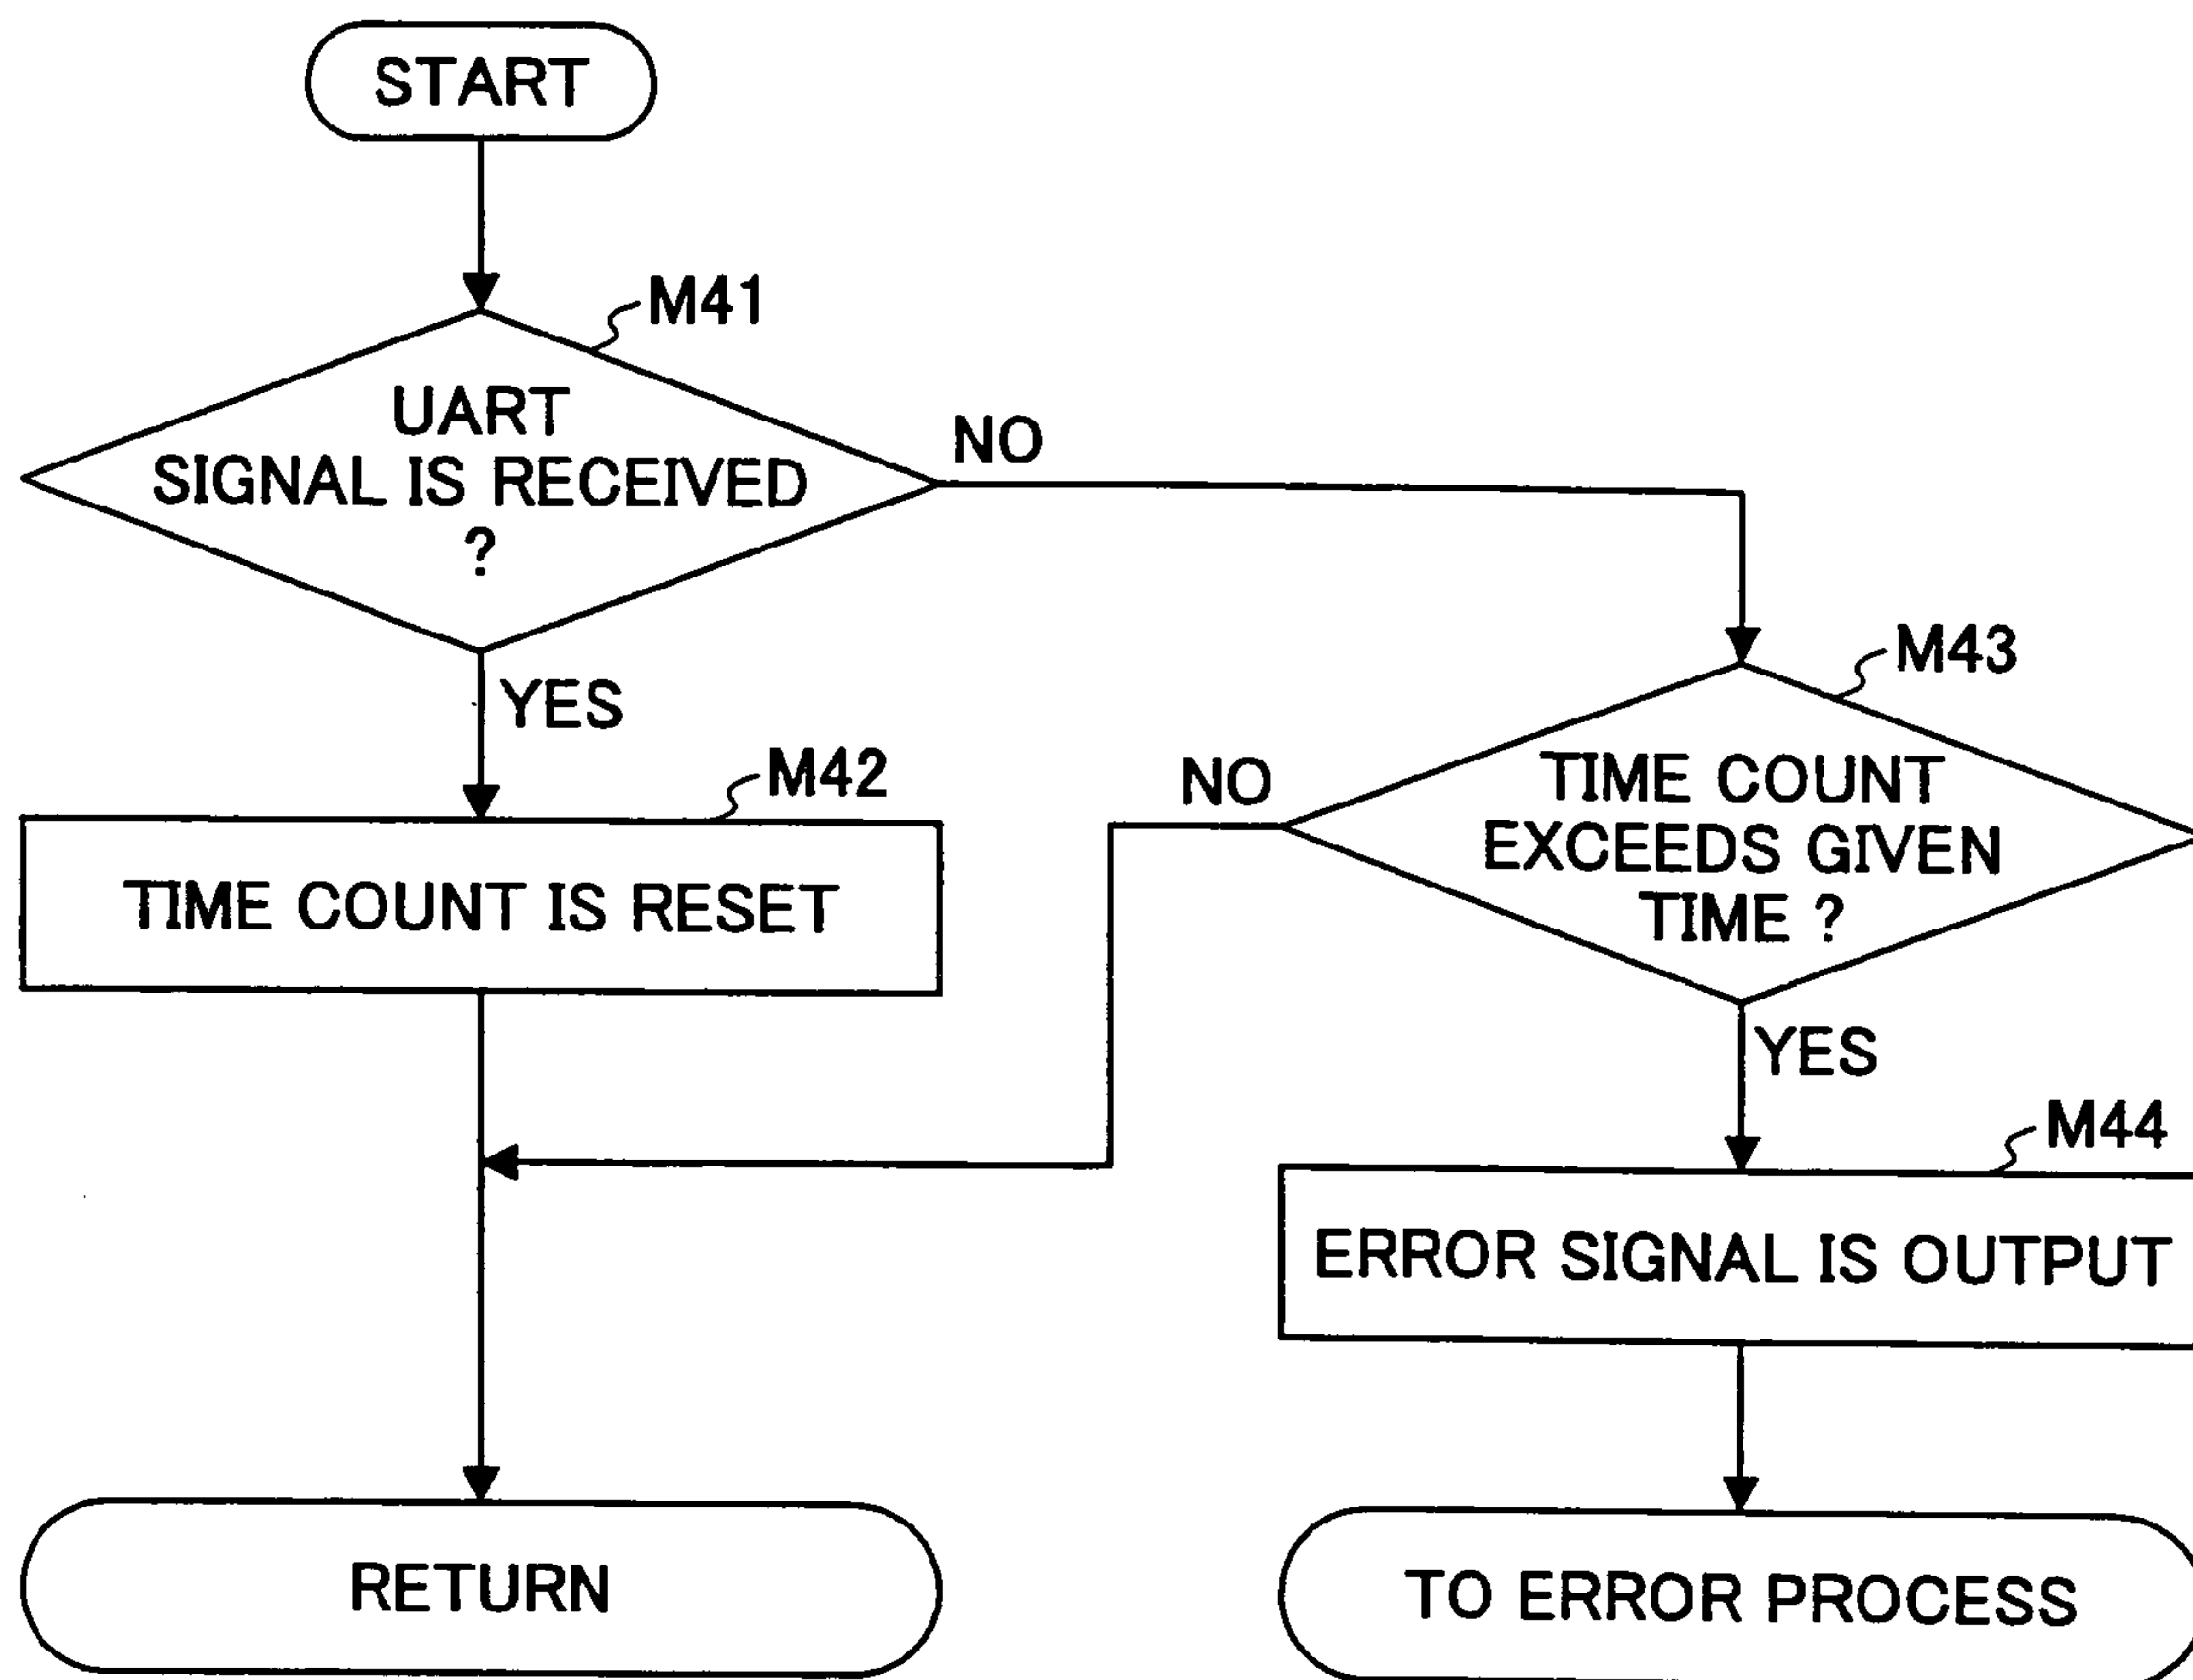 START
M41
UART
SIGNAL IS RECEIVED
?
NO
YES
M42
TIME COUNT IS RESET
M43
NO
TIME COUNT
EXCEEDS GIVEN
TIME ?
YES
M44
ERROR SIGNAL IS OUTPUT
RETURN
TO ERROR PROCESS